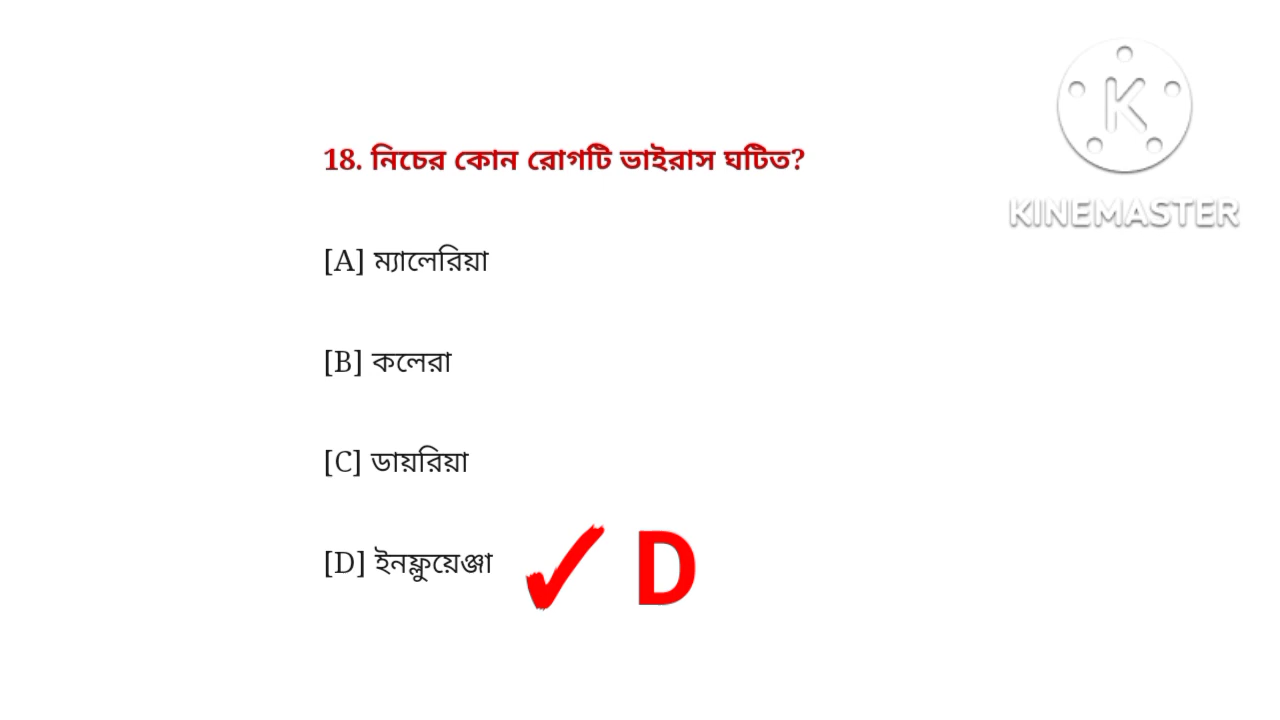 18. নিচের কোন রোগটি ভাইরাস ঘটিত?
[A] ম্যালেরিয়া
[B] কলেরা
[C] ডায়রিয়া
[D] ইনফ্লুয়েঞ্জা ✓ D
K
KINEMASTER